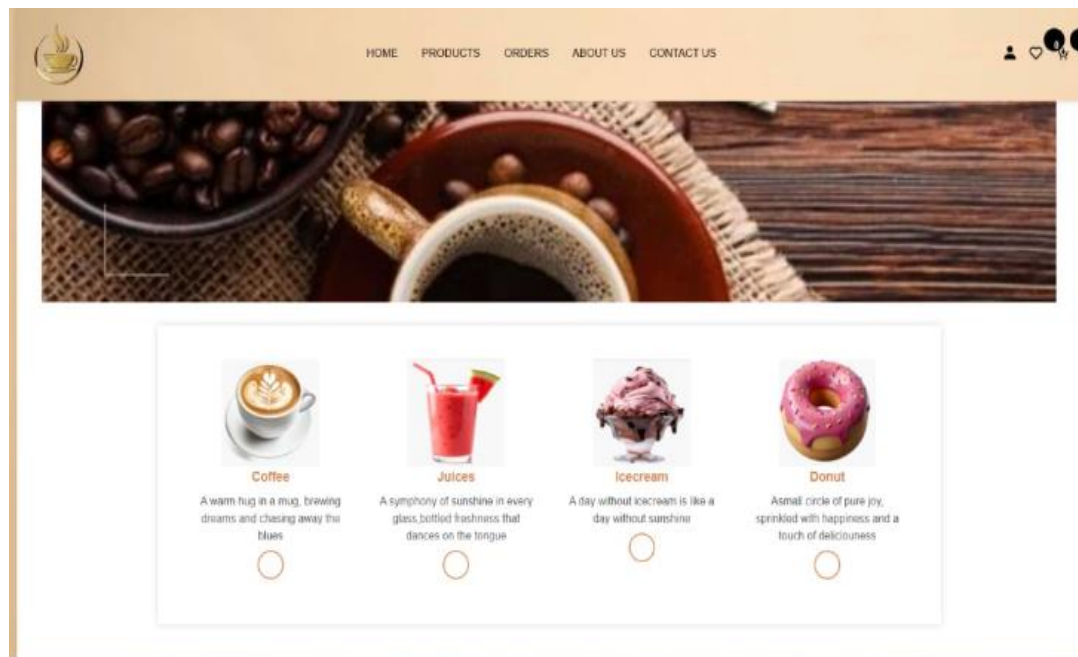 HOME PRODUCTS ORDERS ABOUT US CONTACT US
0
Coffee
A warm hug in a mug, brewing
dreams and chasing away the
blues
Juices
A symphony of sunshine in every
glass,bottled freshness that
dances on the tongue
Icecream
A day without icecream is like a
day without sunshine
Donut
Asmall circle of pure joy,
sprinkled with happiness and a
touch of deliciouness